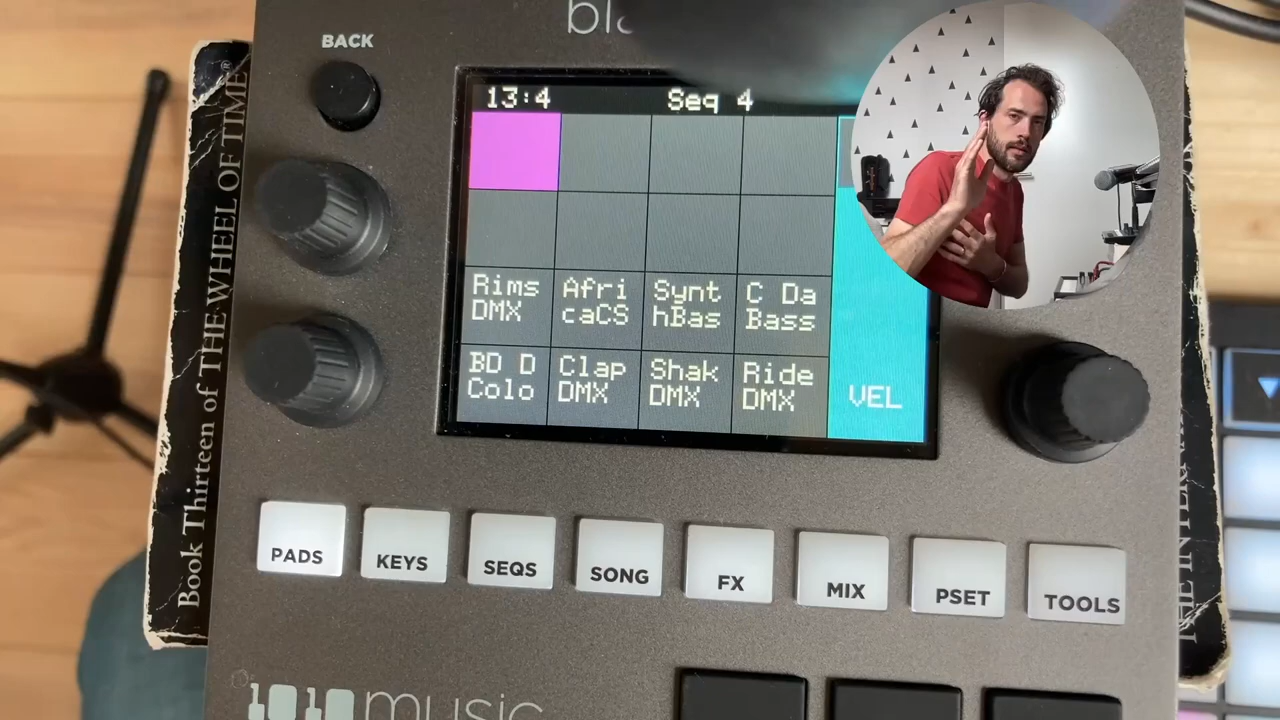 bla
BACK
13:4 Seq 4
Rims DMX
Afri caCS
Synt hBas
C Da Bass
BD D Colo
Clap DMX
Shak DMX
Ride DMX
VEL
PADS KEYS SEQS SONG FX MIX PSET TOOLS
1010music
Book Thirteen of THE WHEEL OF TIME®